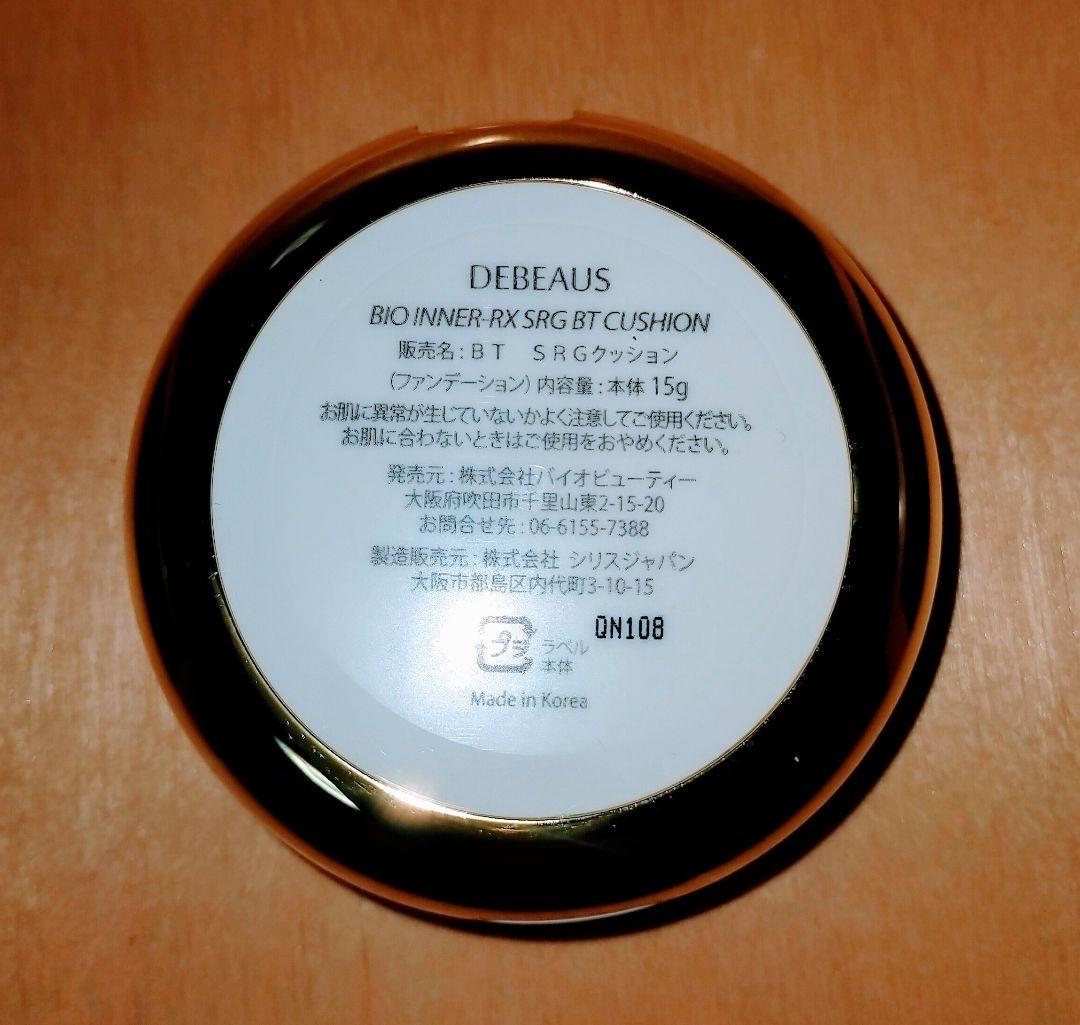 DEBEAUS
BIO INNER-RX SRG BT CUSHION
販売名:ＢＴ　ＳＲＧクッション
(ファンデーション) 内容量:本体 15g
お肌に異常が生じていないかよく注意してご使用ください。
お肌に合わないときはご使用をおやめください。
発売元:株式会社バイオビューティー
大阪府吹田市千里山東2-15-20
お問合せ先:06-6155-7388
製造販売元:株式会社 シリスジャパン
大阪市都島区内代町3-10-15
QN108
プラ ラベル
本体
Made in Korea